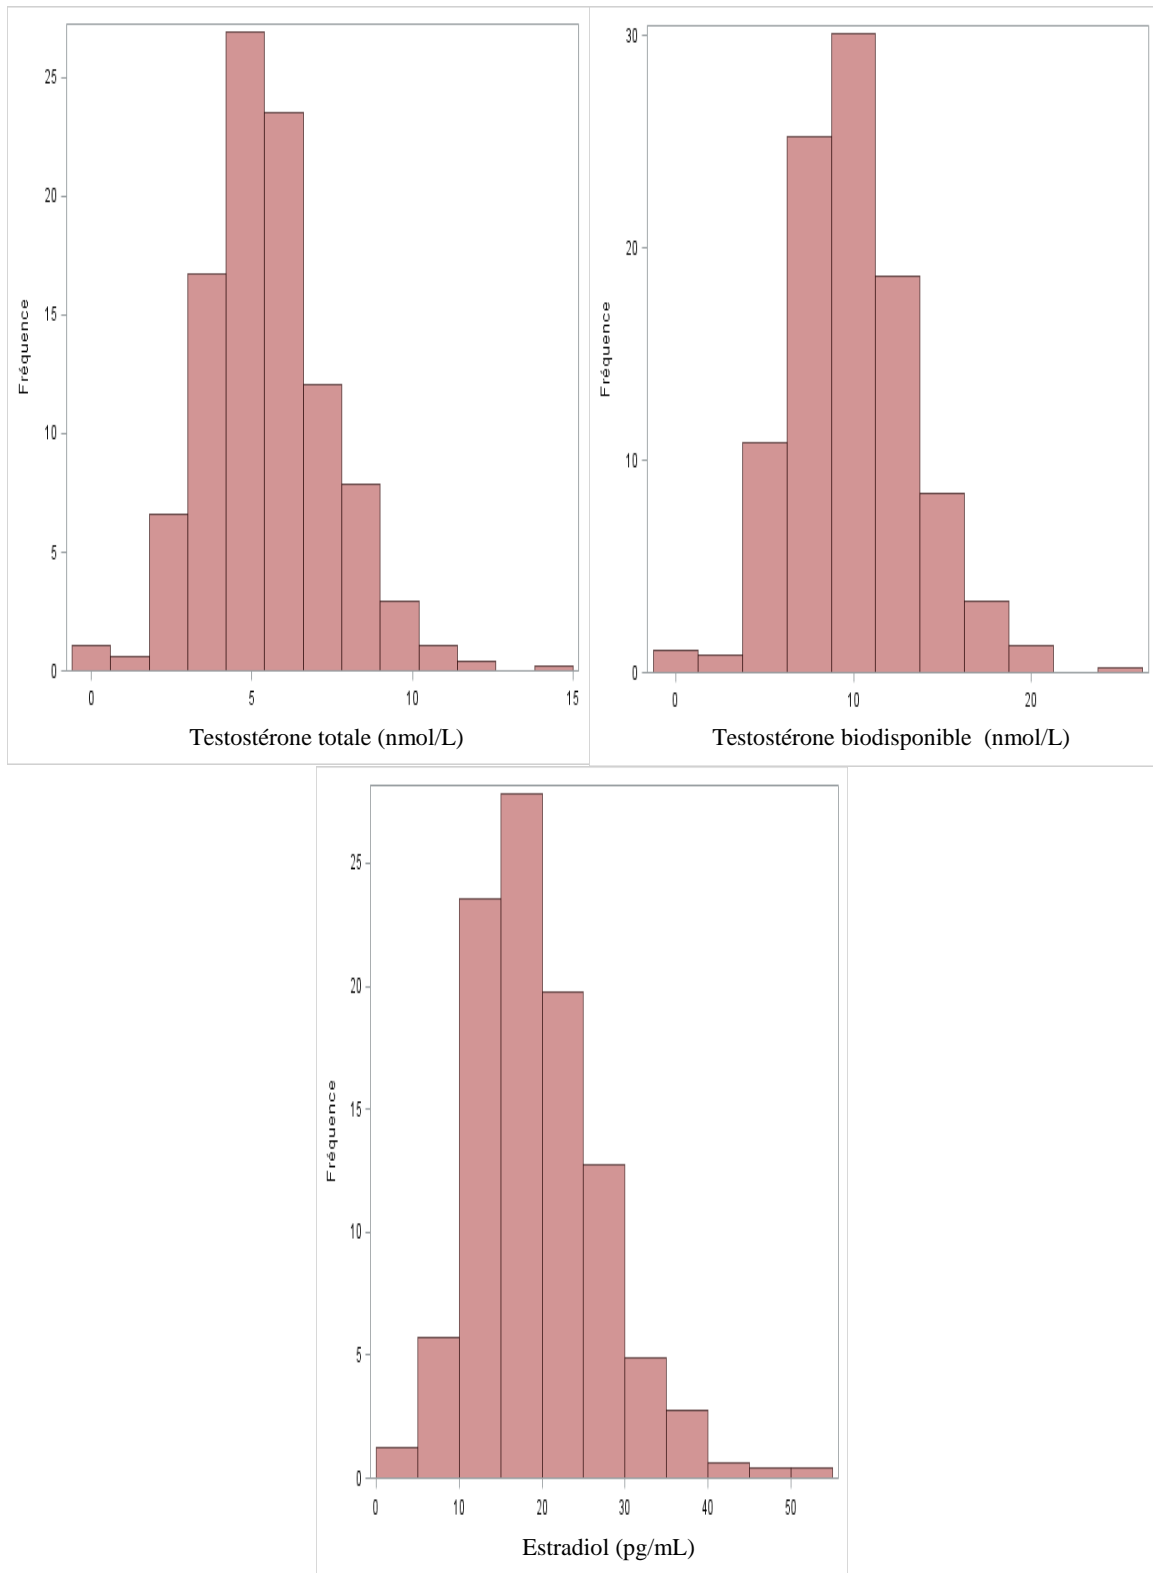 25
20
15
10
5
0
Fréquence
0 5 10 15
Testostérone totale (nmol/L)
30
20
10
0
Fréquence
0 10 20
Testostérone biodisponible (nmol/L)
25
20
15
10
5
0
Fréquence
0 10 20 30 40 50
Estradiol (pg/mL)